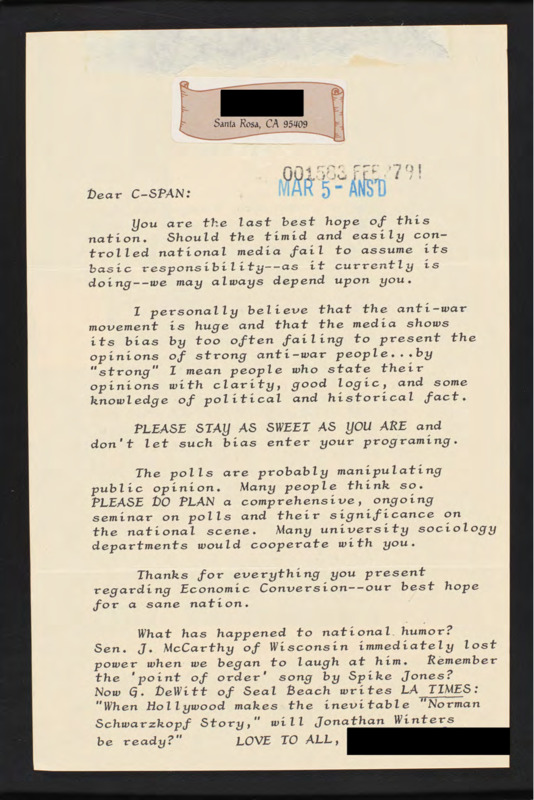 Santa Rosa, CA 95409
001583 FEB 27 91
MAR 5 - ANS'D
Dear C-SPAN:
You are the last best hope of this
nation. Should the timid and easily con-
trolled national media fail to assume its
basic responsibility--as it currently is
doing--we may always depend upon you.
I personally believe that the anti-war
movement is huge and that the media shows
its bias by too often failing to present the
opinions of strong anti-war people...by
"strong" I mean people who state their
opinions with clarity, good logic, and some
knowledge of political and historical fact.
PLEASE STAY AS SWEET AS YOU ARE and
don't let such bias enter your programing.
The polls are probably manipulating
public opinion. Many people think so.
PLEASE DO PLAN a comprehensive, ongoing
seminar on polls and their significance on
the national scene. Many university sociology
departments would cooperate with you.
Thanks for everything you present
regarding Economic Conversion--our best hope
for a sane nation.
What has happened to national humor?
Sen. J. McCarthy of Wisconsin immediately lost
power when we began to laugh at him. Remember
the 'point of order' song by Spike Jones?
Now G. DeWitt of Seal Beach writes LA TIMES:
"When Hollywood makes the inevitable "Norman
Schwarzkopf Story," will Jonathan Winters
be ready?" LOVE TO ALL,